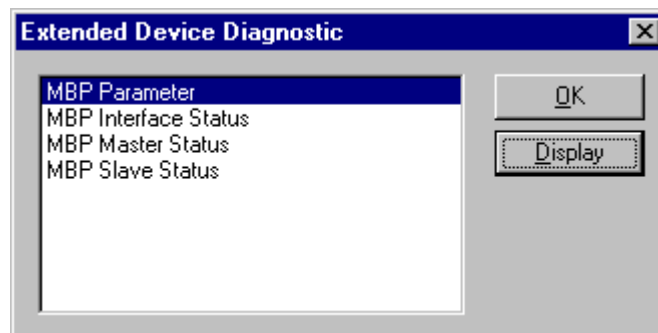 Extended Device Diagnostic
MBP Parameter
MBP Interface Status
MBP Master Status
MBP Slave Status
OK
Display